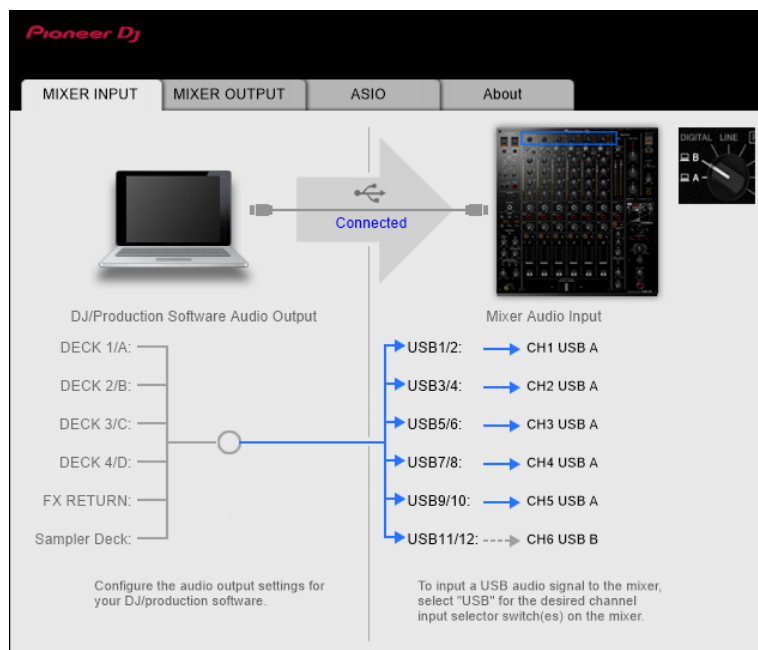 Pioneer Dj
MIXER INPUT
MIXER OUTPUT
ASIO
About
DIGITAL LINE
B
A
Connected
DJ/Production Software Audio Output
Mixer Audio Input
DECK 1/A:
DECK 2/B:
DECK 3/C:
DECK 4/D:
FX RETURN:
Sampler Deck:
USB1/2: CH1 USB A
USB3/4: CH2 USB A
USB5/6: CH3 USB A
USB7/8: CH4 USB A
USB9/10: CH5 USB A
USB11/12: CH6 USB B
Configure the audio output settings for
your DJ/production software.
To input a USB audio signal to the mixer,
select "USB" for the desired channel
input selector switch(es) on the mixer.